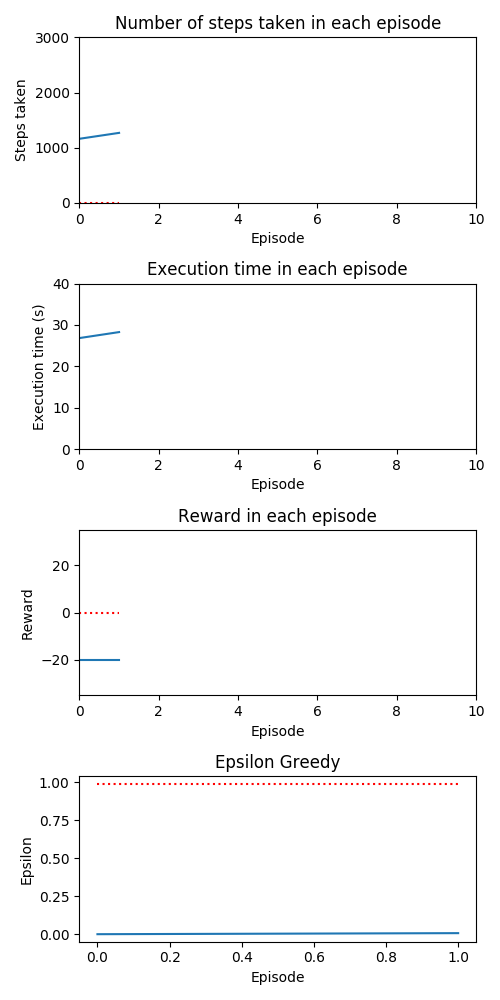 Number of steps taken in each episode
3000
2000
1000
0
Steps taken
0 2 4 6 8 10
Episode
Execution time in each episode
40
30
20
10
0
Execution time (s)
0 2 4 6 8 10
Episode
Reward in each episode
20
0
−20
Reward
0 2 4 6 8 10
Episode
Epsilon Greedy
1.00
0.75
0.50
0.25
0.00
Epsilon
0.0 0.2 0.4 0.6 0.8 1.0
Episode